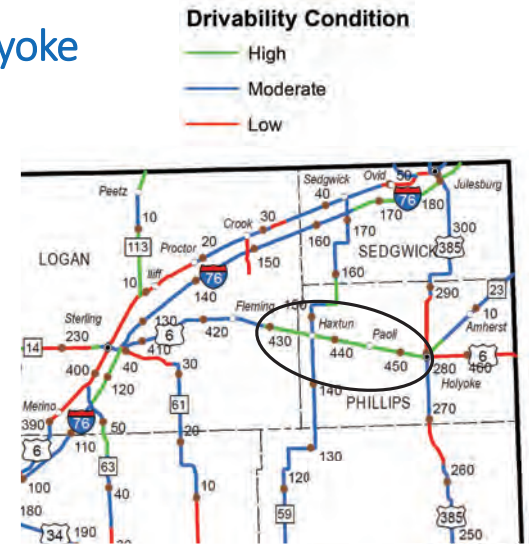 yoke
Drivability Condition
High
Moderate
Low
Peetz
Sedgwick
Ovid
50
Julesburg
40
76
180
170
10
Crook
30
170
300
113
Proctor
20
160
SEDGWICK
385
LOGAN
150
Iliff
76
160
140
290
23
Sterling
Fleming
150
10
130
Haxtun
Paoli
Amherst
14
230
6
420
430
440
6
410
450
280
460
400
40
30
140
Holyoke
120
PHILLIPS
Merino
61
270
390
76
50
6
110
20
130
63
260
100
40
10
120
180
59
385
34
190
250